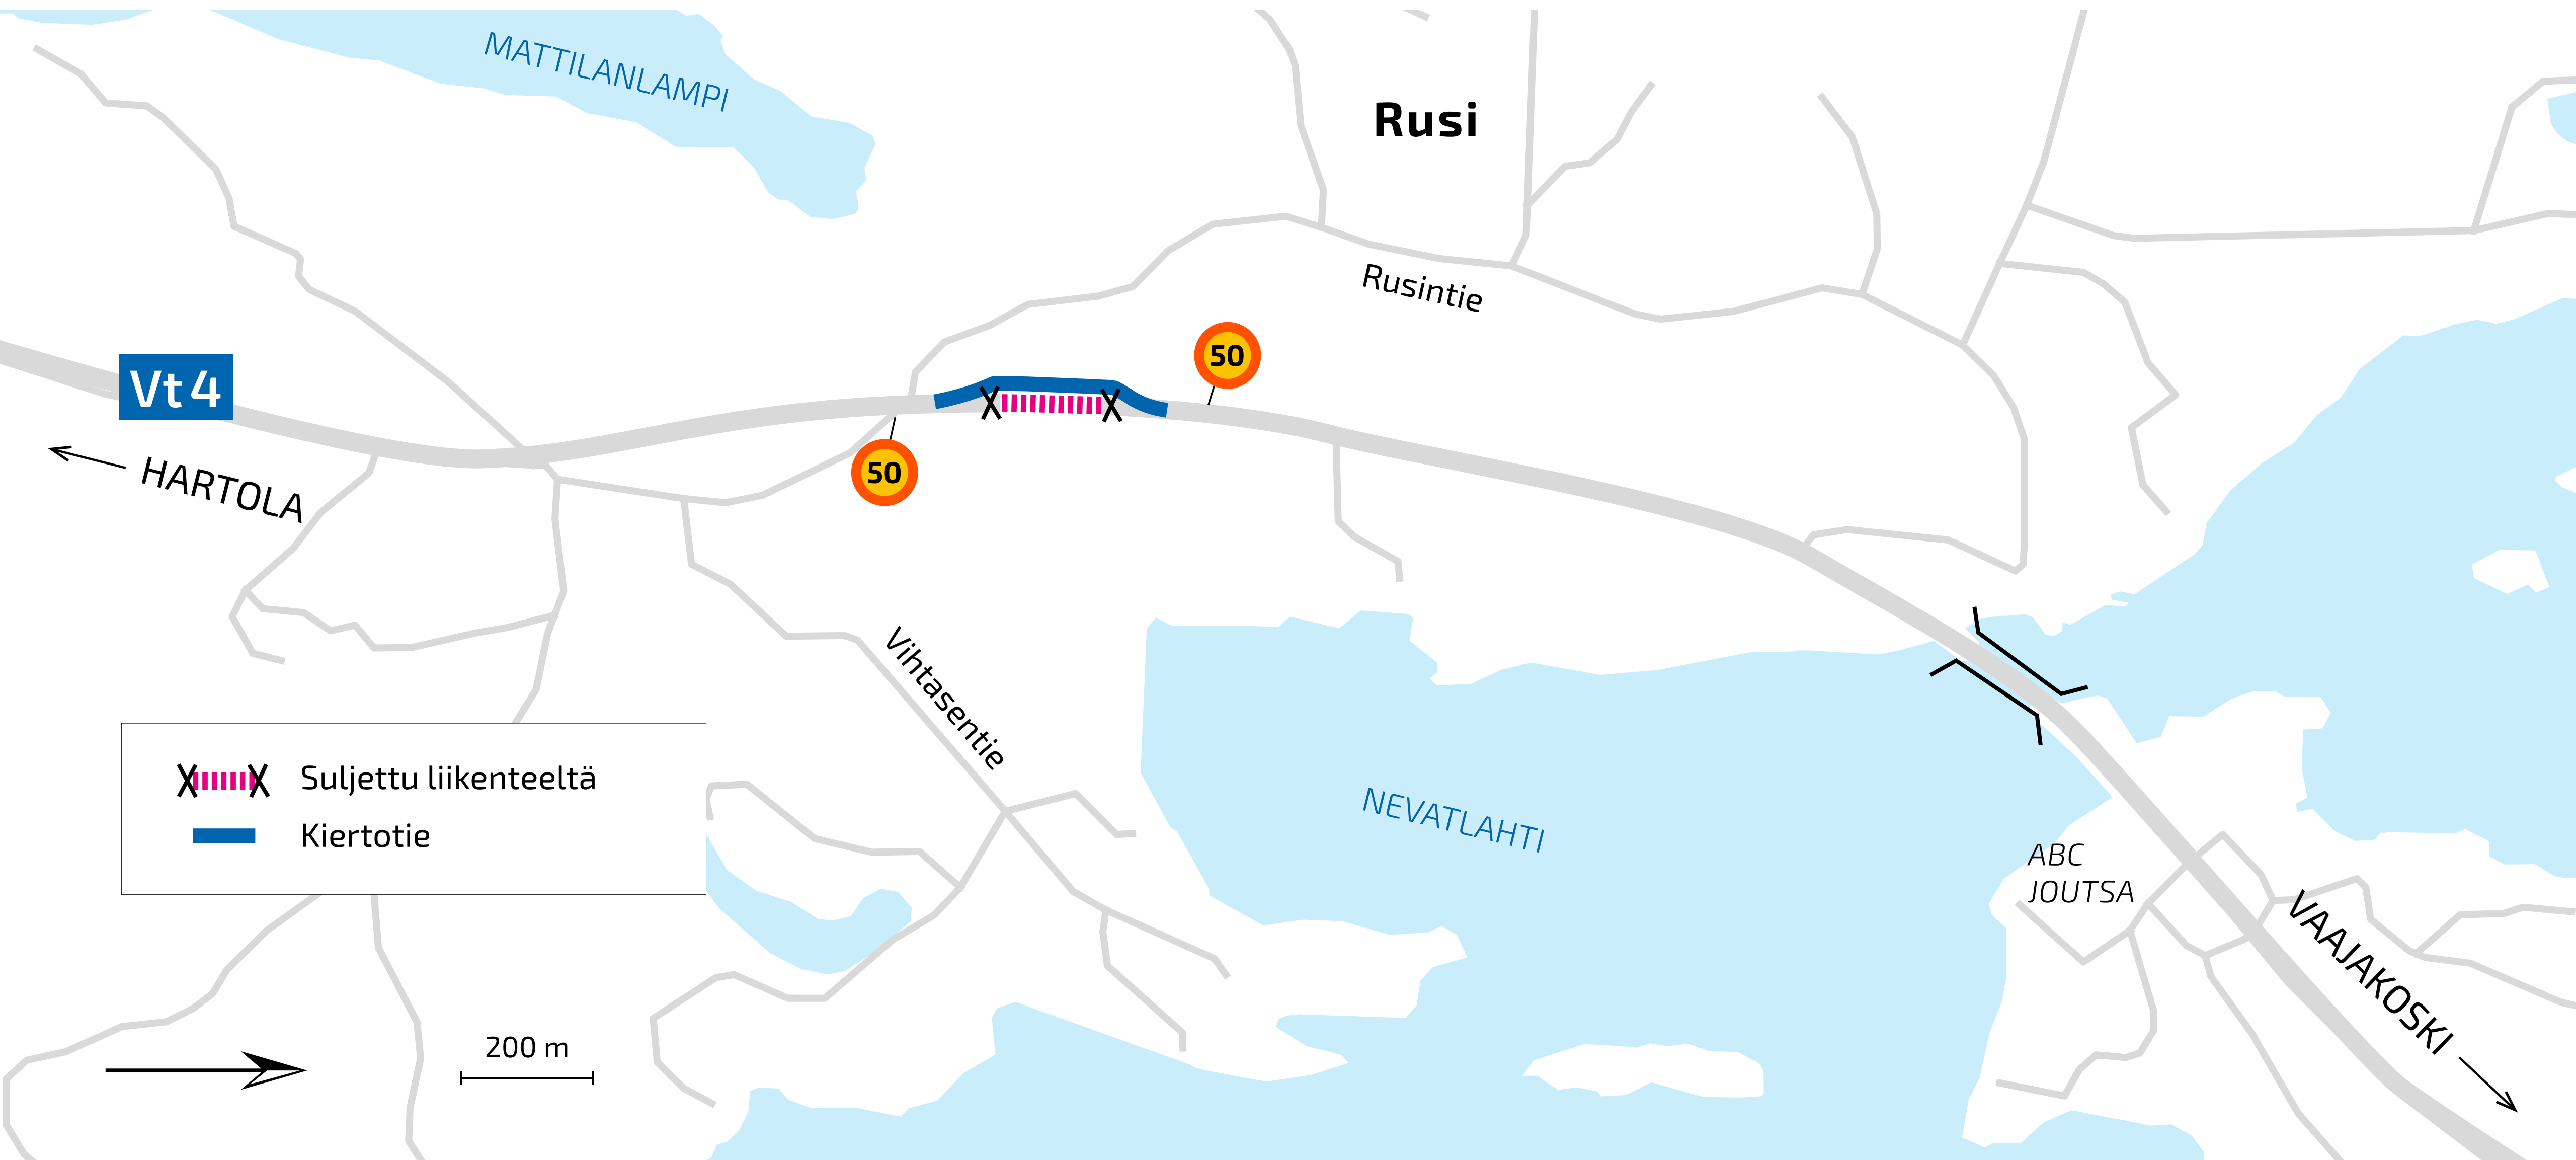 MATTILANLAMPI
Rusi
Rusintie
50
Vt 4
50
HARTOLA
Vihtasentie
Suljettu liikenteeltä
Kiertotie
NEVATLAHTI
ABC
JOUTSA
VAAJAKOSKI
200 m